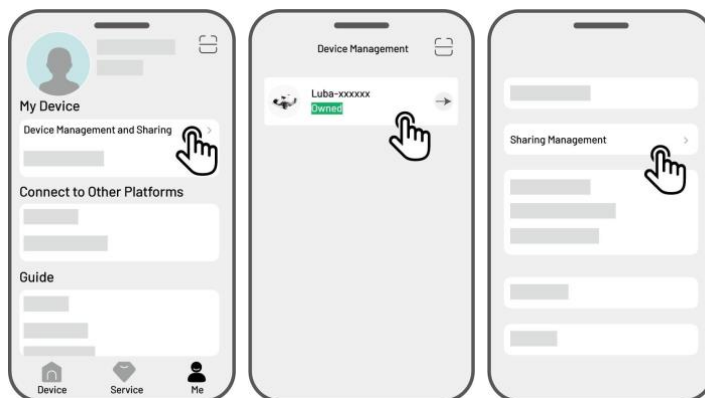 My Device
Device Management and Sharing
Connect to Other Platforms
Guide
Device
Service
Me
Device Management
Luba-xxxxxx
Owned
Sharing Management